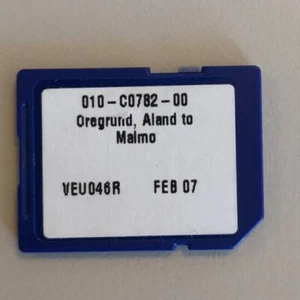 010-C0782-00
Oregrund, Aland to
Malmo
VEU046R FEB 07